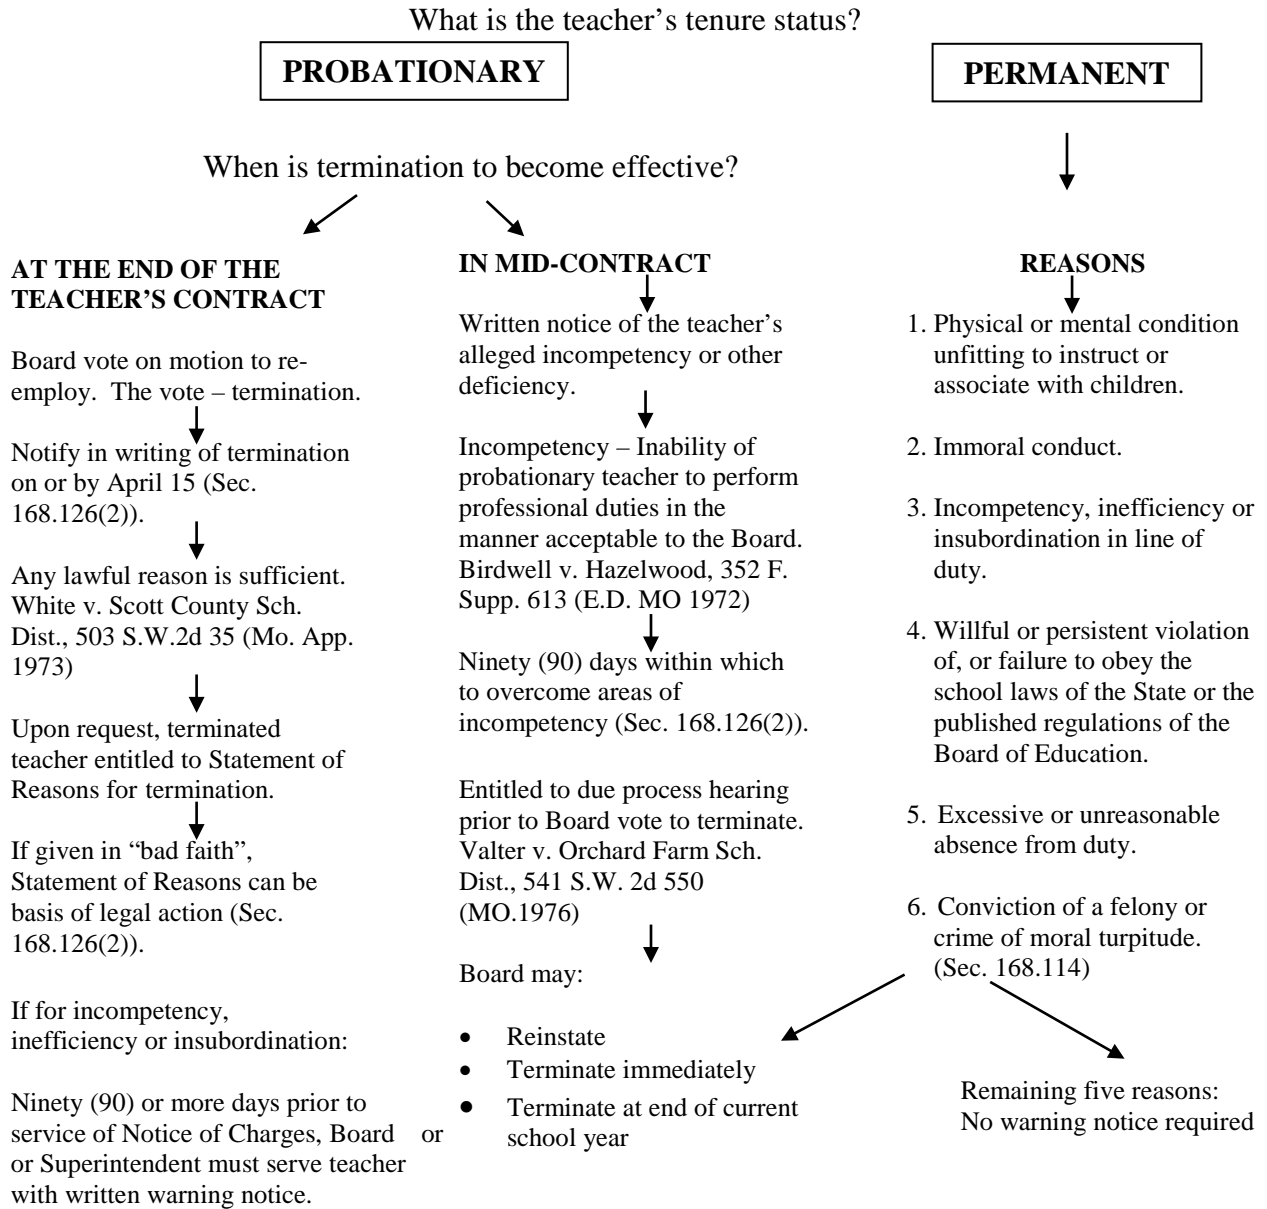 What is the teacher’s tenure status?
PROBATIONARY
PERMANENT
When is termination to become effective?
AT THE END OF THE
TEACHER’S CONTRACT
Board vote on motion to re-
employ.  The vote – termination.
Notify in writing of termination
on or by April 15 (Sec.
168.126(2)).
Any lawful reason is sufficient.
White v. Scott County Sch.
Dist., 503 S.W.2d 35 (Mo. App.
1973)
Upon request, terminated
teacher entitled to Statement of
Reasons for termination.
If given in “bad faith”,
Statement of Reasons can be
basis of legal action (Sec.
168.126(2)).
If for incompetency,
inefficiency or insubordination:
Ninety (90) or more days prior to
service of Notice of Charges, Board or
or Superintendent must serve teacher
with written warning notice.
IN MID-CONTRACT
Written notice of the teacher’s
alleged incompetency or other
deficiency.
Incompetency – Inability of
probationary teacher to perform
professional duties in the
manner acceptable to the Board.
Birdwell v. Hazelwood, 352 F.
Supp. 613 (E.D. MO 1972)
Ninety (90) days within which
to overcome areas of
incompetency (Sec. 168.126(2)).
Entitled to due process hearing
prior to Board vote to terminate.
Valter v. Orchard Farm Sch.
Dist., 541 S.W. 2d 550
(MO.1976)
Board may:
• Reinstate
• Terminate immediately
• Terminate at end of current
school year
REASONS
1. Physical or mental condition
unfitting to instruct or
associate with children.
2. Immoral conduct.
3. Incompetency, inefficiency or
insubordination in line of
duty.
4. Willful or persistent violation
of, or failure to obey the
school laws of the State or the
published regulations of the
Board of Education.
5. Excessive or unreasonable
absence from duty.
6. Conviction of a felony or
crime of moral turpitude.
(Sec. 168.114)
Remaining five reasons:
No warning notice required